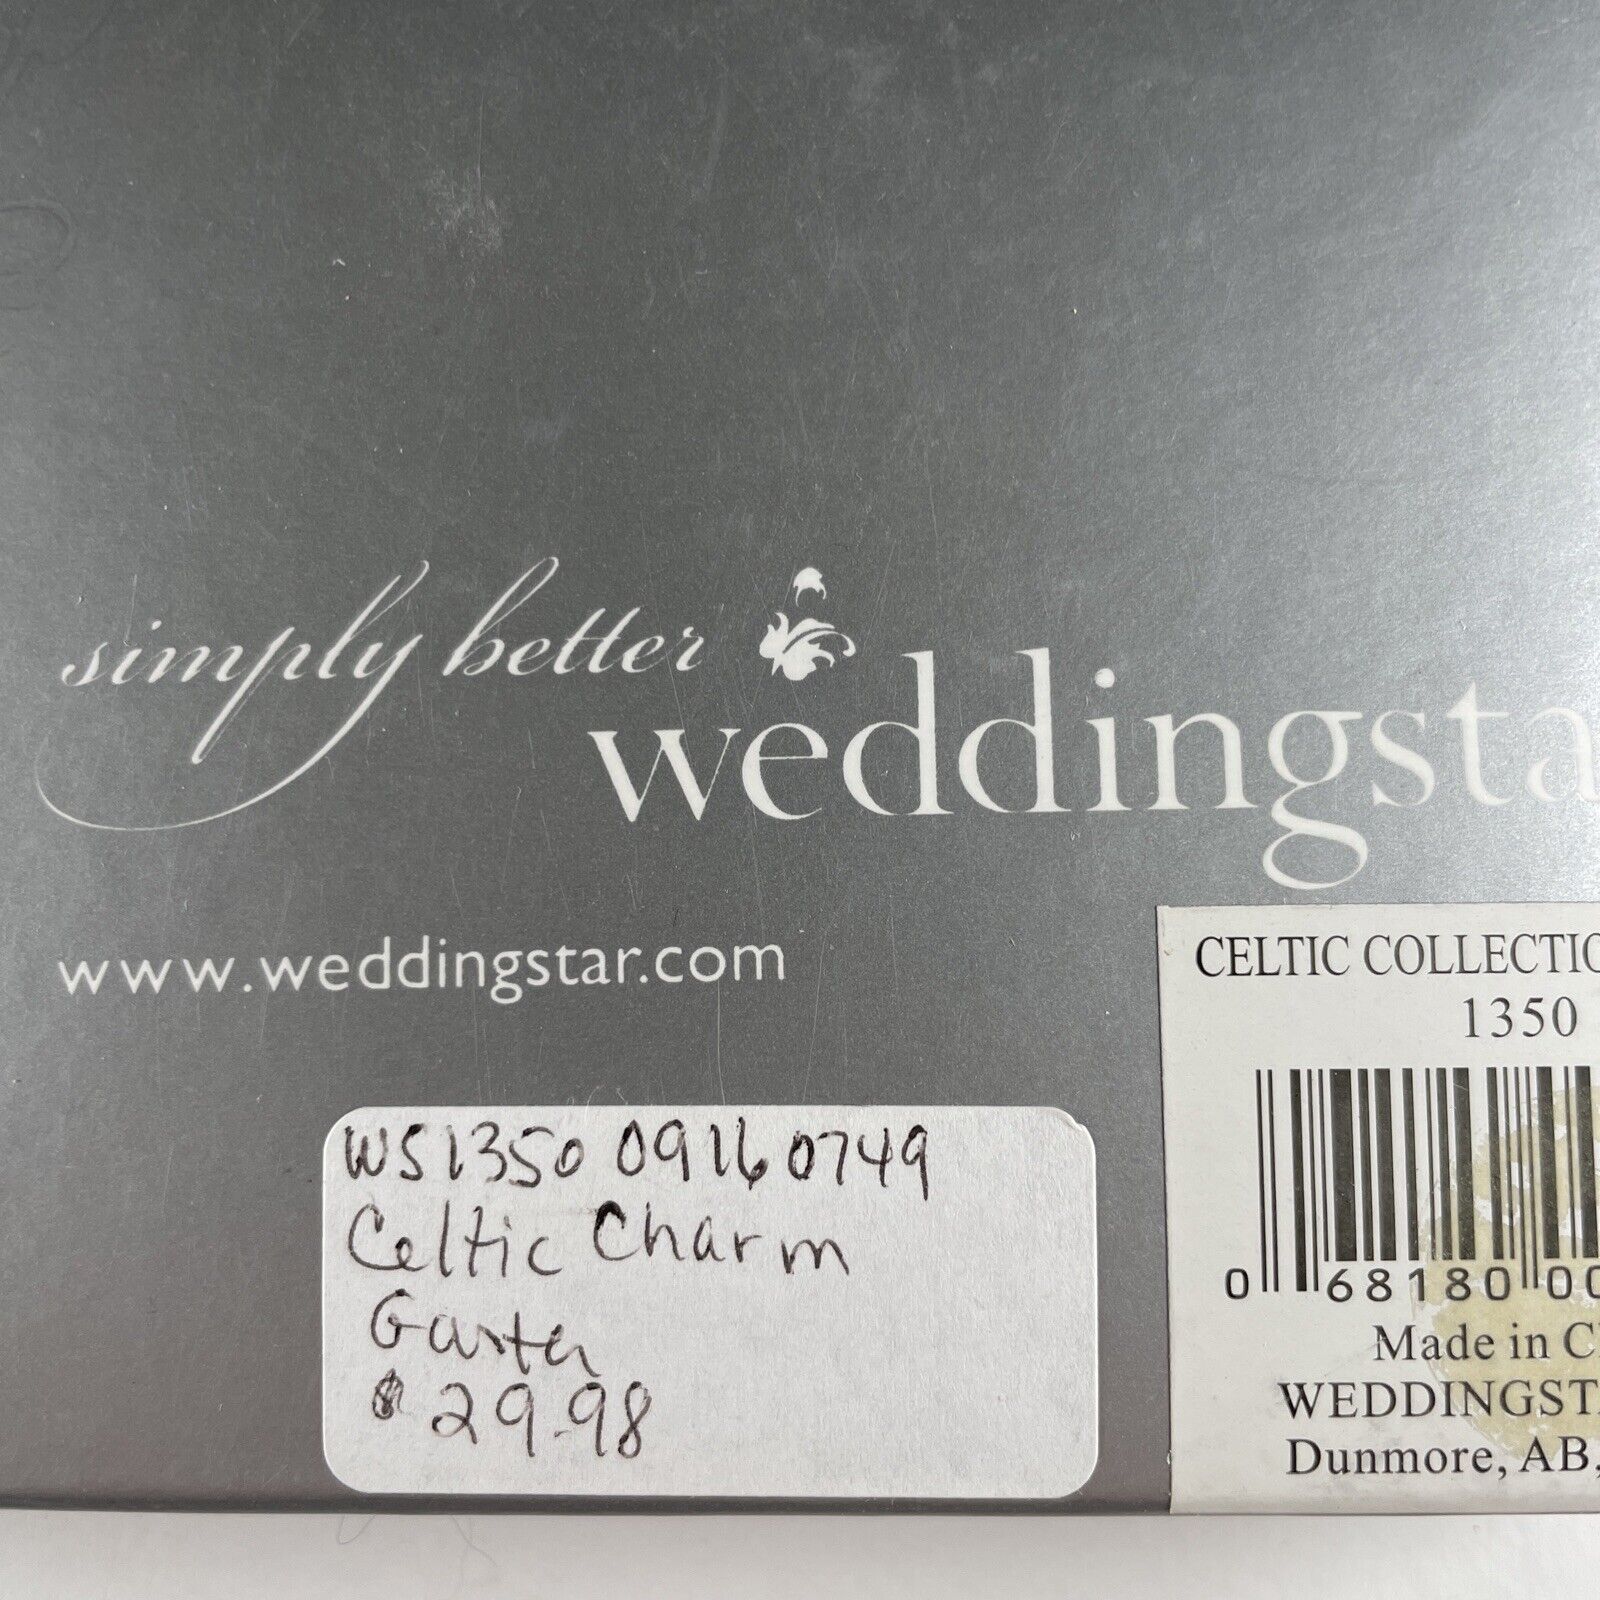 simply better
weddingsta
www.weddingstar.com
CELTIC COLLECTIO
1350
0 68180 00
Made in C
WEDDINGSTA
Dunmore, AB,
WS1350 09160749
Celtic Charm
Garter
$29.98